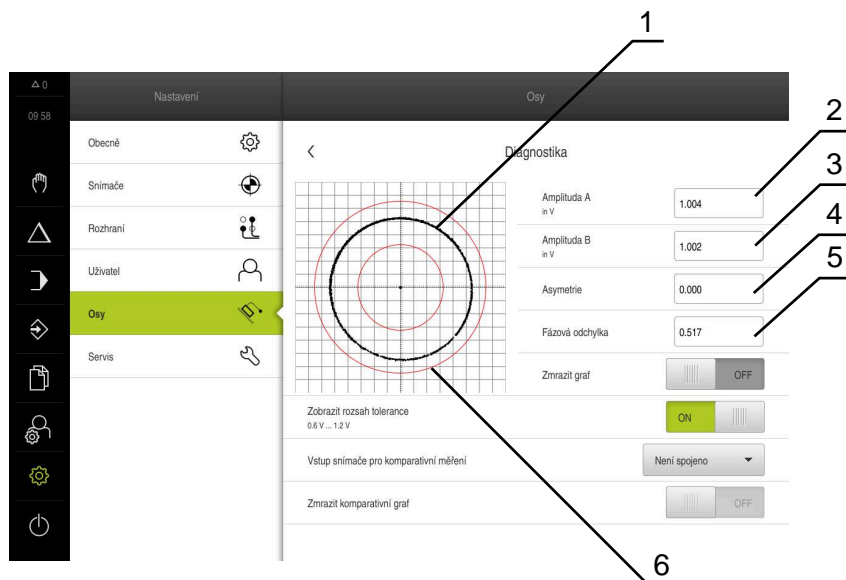 1
△ 0
Nastavení
Osy
09 58
2
Obecně
Diagnostika
3
Snímače
Amplituda A
in V
1.004
4
Rozhraní
Amplituda B
in V
1.002
5
Uživatel
Asymetrie
0.000
Osy
Fázová odchylka
0.517
Servis
Zmrazit graf
OFF
Zobrazit rozsah tolerance
0.6 V ... 1.2 V
ON
Vstup snímače pro komparativní měření
Není spojeno
Zmrazit komparativní graf
OFF
6